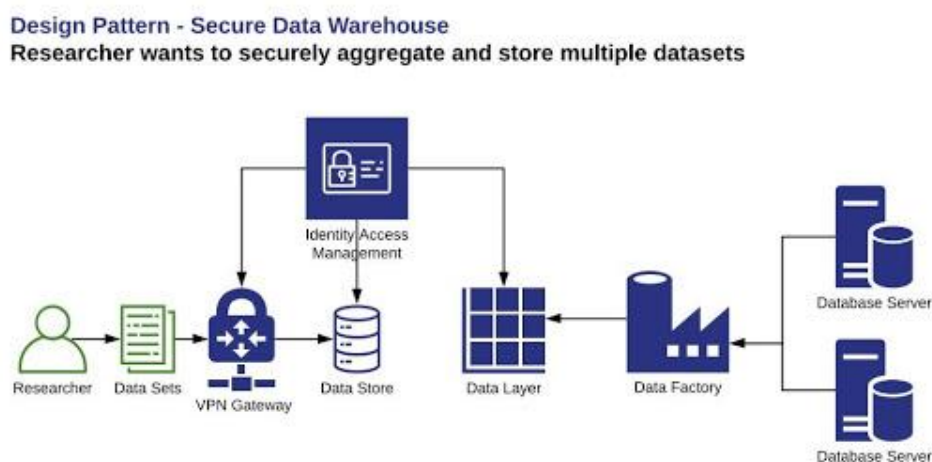 Design Pattern - Secure Data Warehouse
Researcher wants to securely aggregate and store multiple datasets
Identity Access
Management
Database Server
Researcher
Data Sets
VPN Gateway
Data Store
Data Layer
Data Factory
Database Server